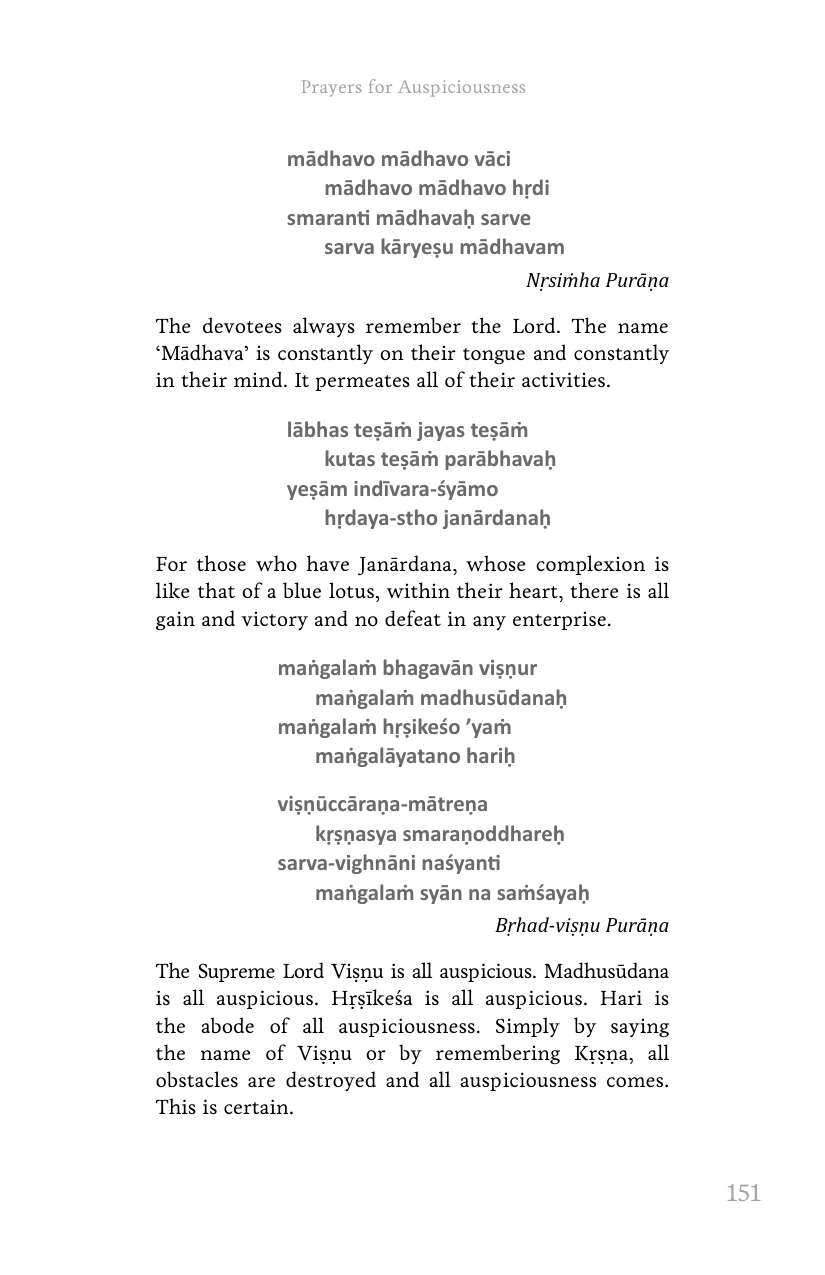 Prayers for Auspiciousness
mādhavo mādhavo vāci
mādhavo mādhavo hṛdi
smaranti mādhavaḥ sarve
sarva kāryeṣu mādhavam
Nṛsiṁha Purāṇa
The devotees always remember the Lord. The name
‘Mādhava’ is constantly on their tongue and constantly
in their mind. It permeates all of their activities.
lābhas teṣāṁ jayas teṣāṁ
kutas teṣāṁ parābhavaḥ
yeṣām indīvara-śyāmo
hṛdaya-stho janārdanaḥ
For those who have Janārdana, whose complexion is
like that of a blue lotus, within their heart, there is all
gain and victory and no defeat in any enterprise.
maṅgalaṁ bhagavān viṣṇur
maṅgalaṁ madhusūdanaḥ
maṅgalaṁ hṛṣikeśo ’yaṁ
maṅgalāyatano hariḥ
viṣṇūccāraṇa-mātreṇa
kṛṣṇasya smaraṇoddhareḥ
sarva-vighnāni naśyanti
maṅgalaṁ syān na saṁśayaḥ
Bṛhad-viṣṇu Purāṇa
The Supreme Lord Viṣṇu is all auspicious. Madhusūdana
is all auspicious. Hṛṣīkeśa is all auspicious. Hari is
the abode of all auspiciousness. Simply by saying
the name of Viṣṇu or by remembering Kṛṣṇa, all
obstacles are destroyed and all auspiciousness comes.
This is certain.
151